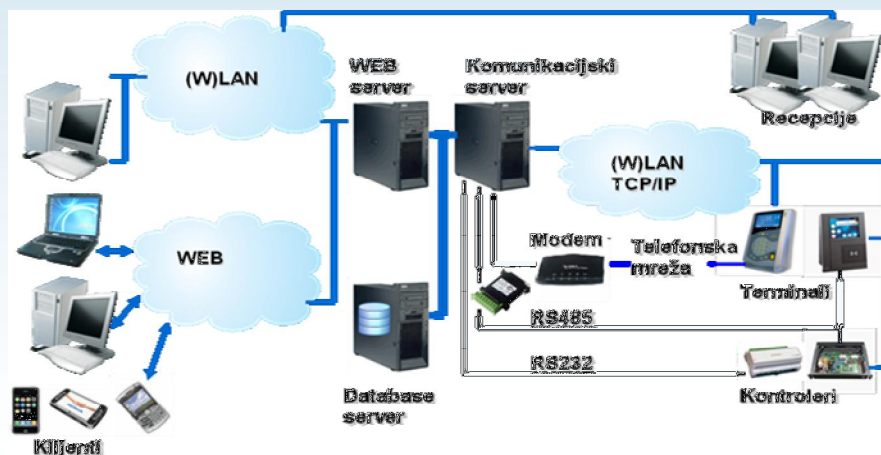 (W)LAN
WEB
server
Komunikacijski
server
Recepcije
(W)LAN
TCP/IP
WEB
Modem
Telefonska
mreža
Terminali
RS485
RS232
Database
server
Kontroleri
Klijenti